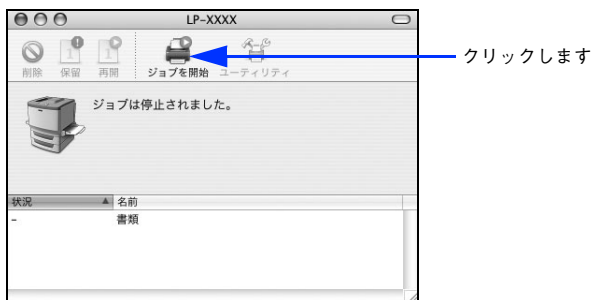 LP-XXXX
削除 保留 再開 ジョブを開始 ユーティリティ
クリックします
ジョブは停止されました。
状況 名前
- 書類